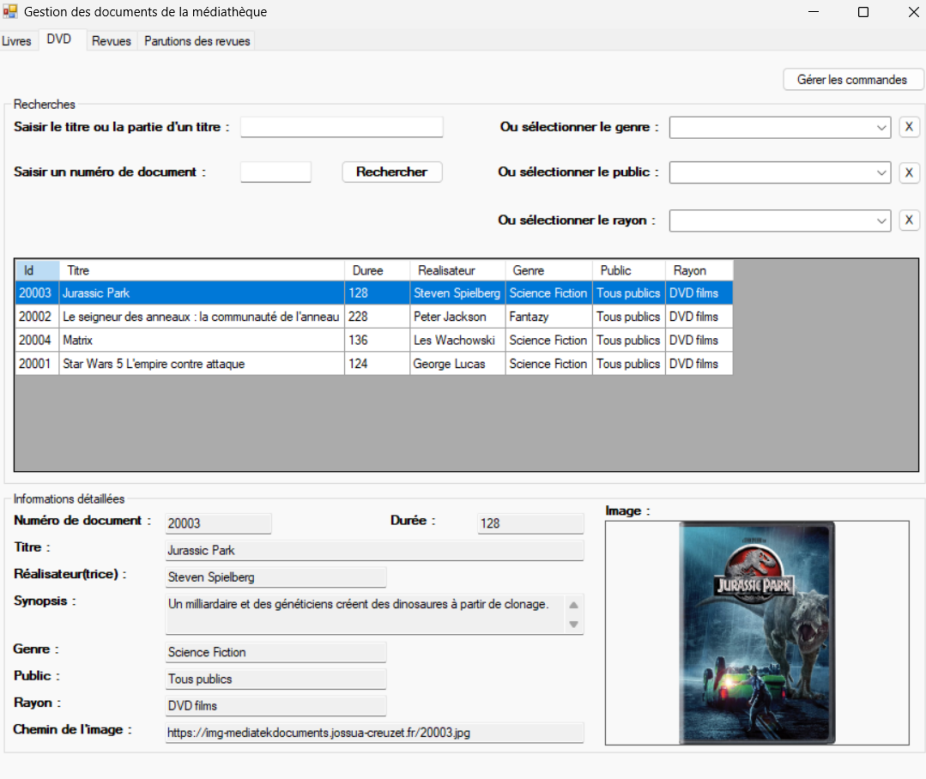 Gestion des documents de la médiathèque
Livres DVD Revues Parutions des revues
Gérer les commandes
Recherches
Saisir le titre ou la partie d'un titre : Ou sélectionner le genre : X
Saisir un numéro de document : Rechercher Ou sélectionner le public : X
Ou sélectionner le rayon : X
Id Titre Duree Realisateur Genre Public Rayon
20003 Jurassic Park 128 Steven Spielberg Science Fiction Tous publics DVD films
20002 Le seigneur des anneaux : la communauté de l'anneau 228 Peter Jackson Fantazy Tous publics DVD films
20004 Matrix 136 Les Wachowski Science Fiction Tous publics DVD films
20001 Star Wars 5 L'empire contre attaque 124 George Lucas Science Fiction Tous publics DVD films
Informations détaillées
Numéro de document : 20003 Durée : 128
Titre : Jurassic Park
Réalisateur(trice) : Steven Spielberg
Synopsis : Un milliardaire et des généticiens créent des dinosaures à partir de clonage.
Genre : Science Fiction
Public : Tous publics
Rayon : DVD films
Chemin de l'image : https://img-mediatekdocuments.jossua-creuzet.fr/20003.jpg
Image :
JURASSIC PARK